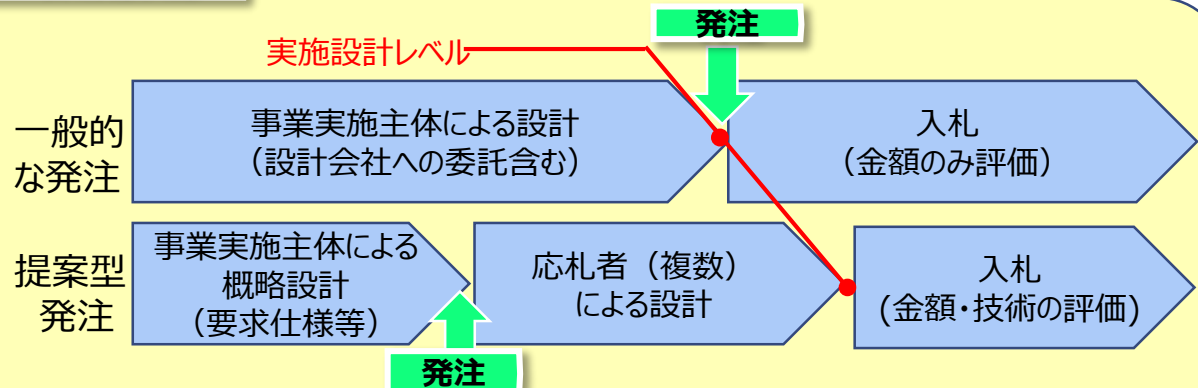 発注
実施設計レベル
一般的
な発注
事業実施主体による設計
（設計会社への委託含む）
入札
（金額のみ評価）
提案型
発注
事業実施主体による
概略設計
（要求仕様等）
応札者（複数）
による設計
入札
(金額・技術の評価)
発注